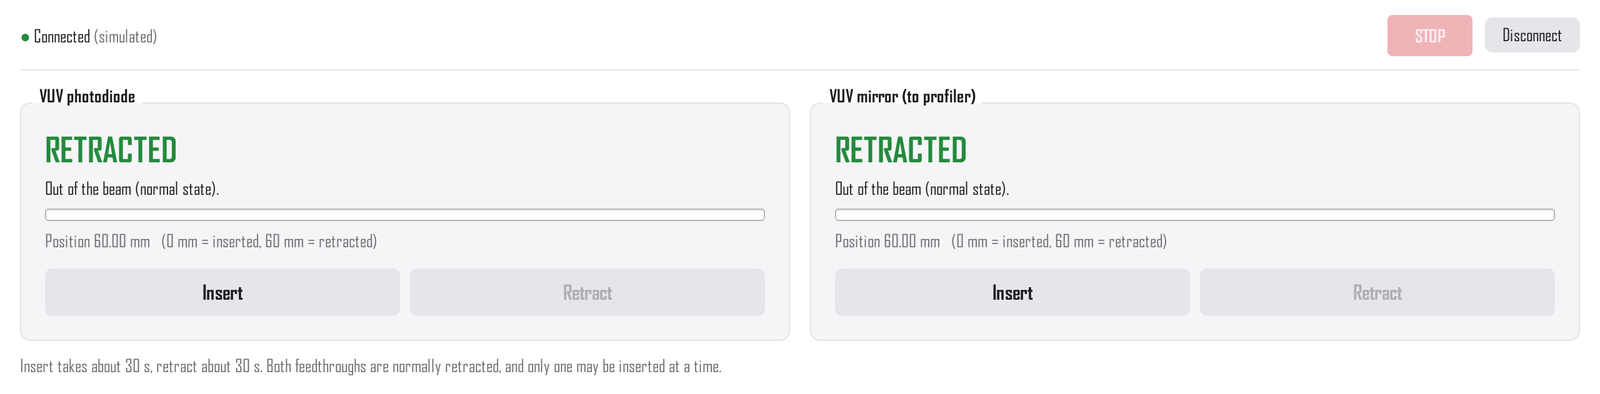 Connected (simulated)
STOP
Disconnect
VUV photodiode
RETRACTED
Out of the beam (normal state).
Position 60.00 mm (0 mm = inserted, 60 mm = retracted)
Insert
Retract
VUV mirror (to profiler)
RETRACTED
Out of the beam (normal state).
Position 60.00 mm (0 mm = inserted, 60 mm = retracted)
Insert
Retract
Insert takes about 30 s, retract about 30 s. Both feedthroughs are normally retracted, and only one may be inserted at a time.